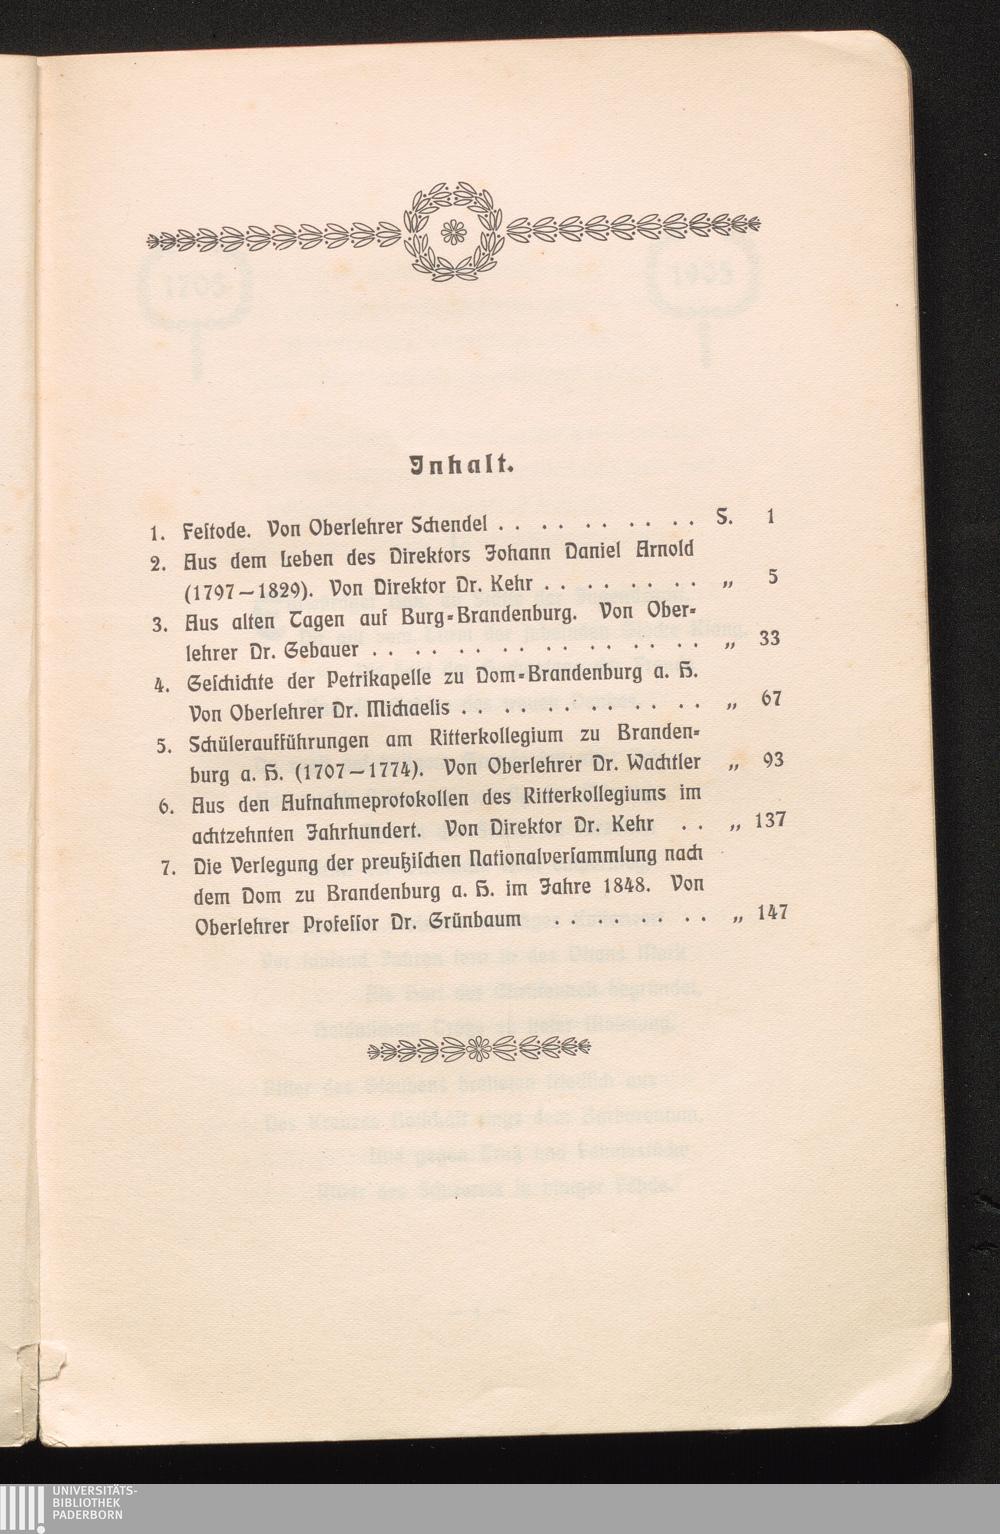 Inhalt.
1. Feſtode. Von Oberlehrer Schendel . . . . . . . . . . S. 1
2. Aus dem Leben des Direktors Johann Daniel Arnold
(1797—1829). Von Direktor Dr. Kehr . . . . . . . . „ 5
3. Aus alten Tagen auf Burg-Brandenburg. Von Ober-
lehrer Dr. Gebauer . . . . . . . . . . . . . . . . „ 33
4. Geſchichte der Petrikapelle zu Dom-Brandenburg a. H.
Von Oberlehrer Dr. Michaelis . . . . . . . . . . . . „ 67
5. Schüleraufführungen am Ritterkollegium zu Branden-
burg a. H. (1707—1774). Von Oberlehrer Dr. Wachtler „ 93
6. Aus den Aufnahmeprotokollen des Ritterkollegiums im
achtzehnten Jahrhundert. Von Direktor Dr. Kehr . . „ 137
7. Die Verlegung der preußiſchen Nationalverſammlung nach
dem Dom zu Brandenburg a. H. im Jahre 1848. Von
Oberlehrer Profeſſor Dr. Grünbaum . . . . . . . . „ 147
UNIVERSITÄTS-
BIBLIOTHEK
PADERBORN